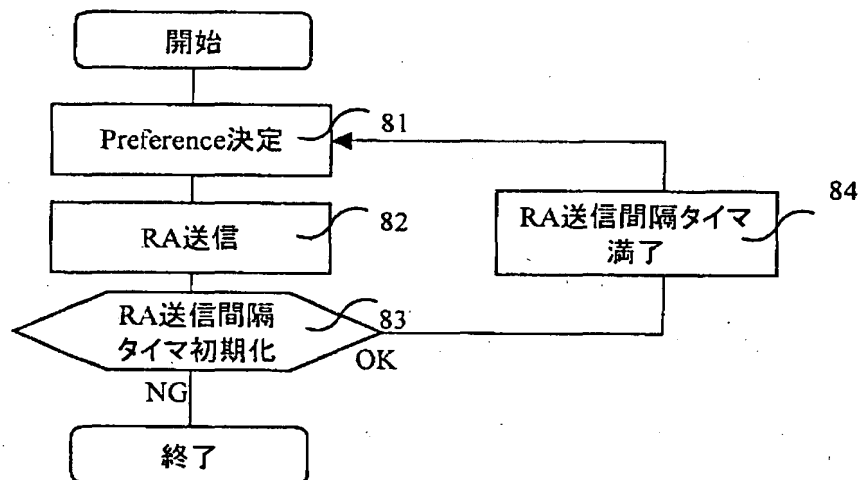 開始
Preference決定
81
RA送信
82
RA送信間隔
タイマ初期化
83
OK
NG
RA送信間隔タイマ
満了
84
終了